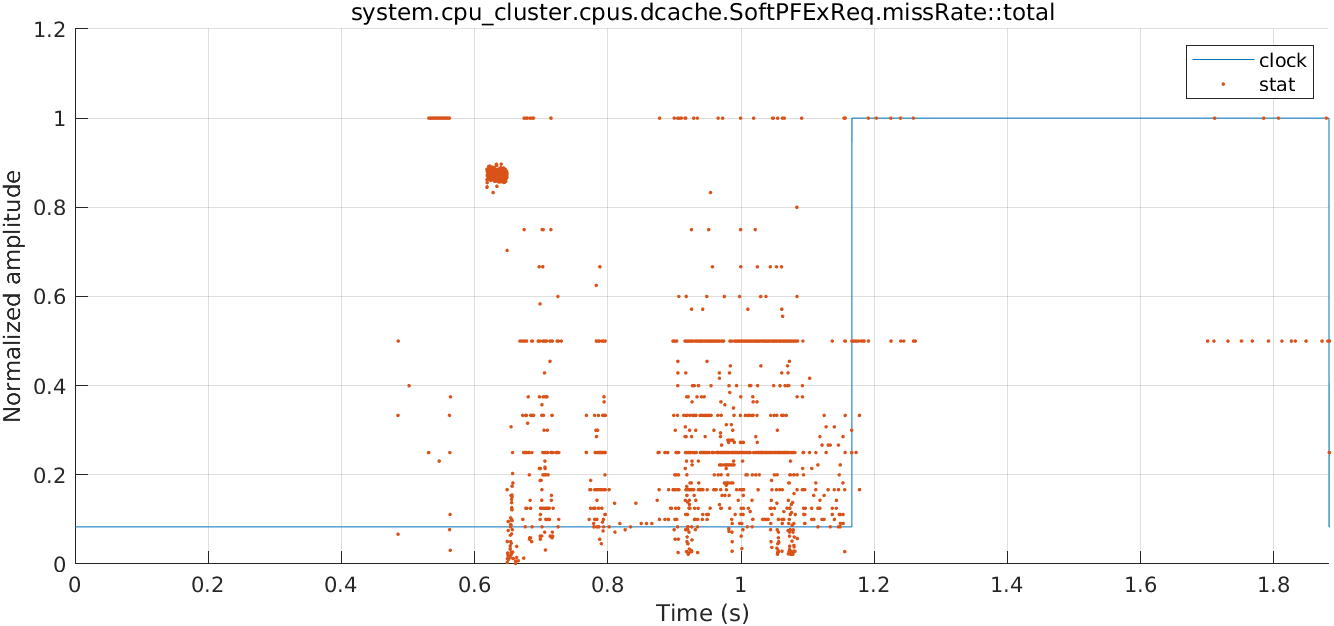 system.cpu_cluster.cpus.dcache.SoftPFExReq.missRate::total
1.2
1
0.8
0.6
0.4
0.2
0
Normalized amplitude
clock
stat
0 0.2 0.4 0.6 0.8 1 1.2 1.4 1.6 1.8
Time (s)